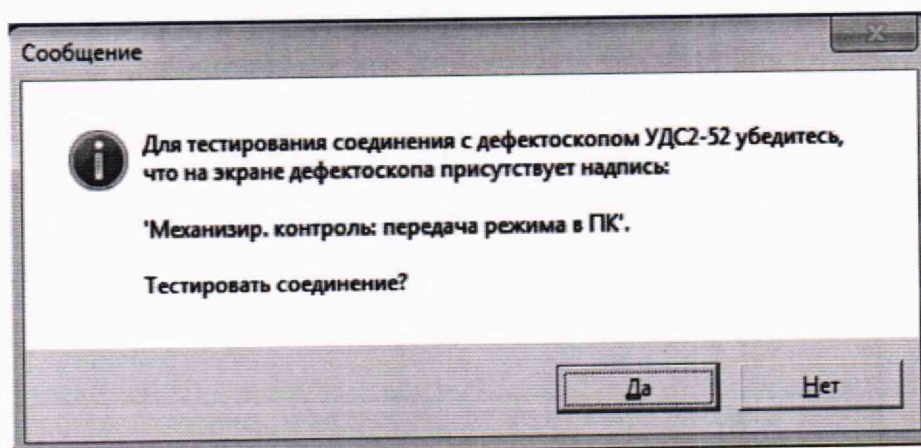 Сообщение
Для тестирования соединения с дефектоскопом УДС2-52 убедитесь,
что на экране дефектоскопа присутствует надпись:
'Механизир. контроль: передача режима в ПК'.
Тестировать соединение?
Да
Нет